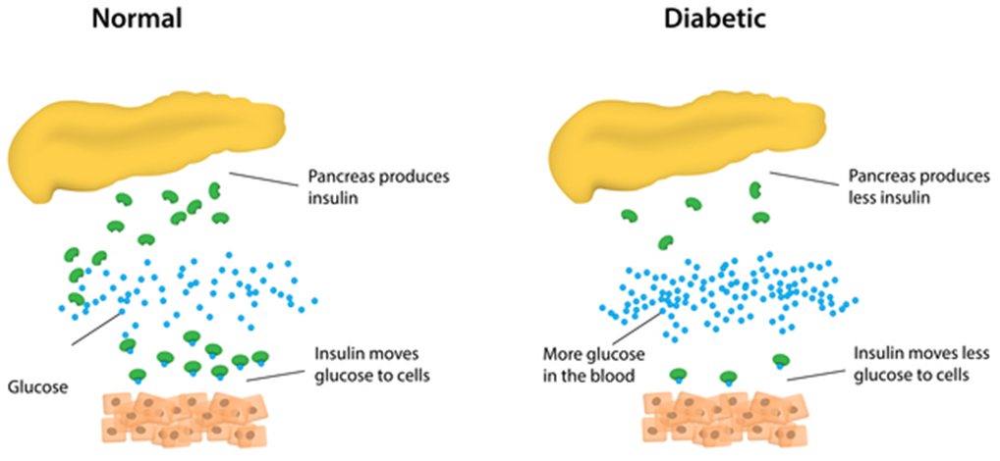 Normal
Diabetic
Pancreas produces
insulin
Pancreas produces
less insulin
Glucose
Insulin moves
glucose to cells
More glucose
in the blood
Insulin moves less
glucose to cells